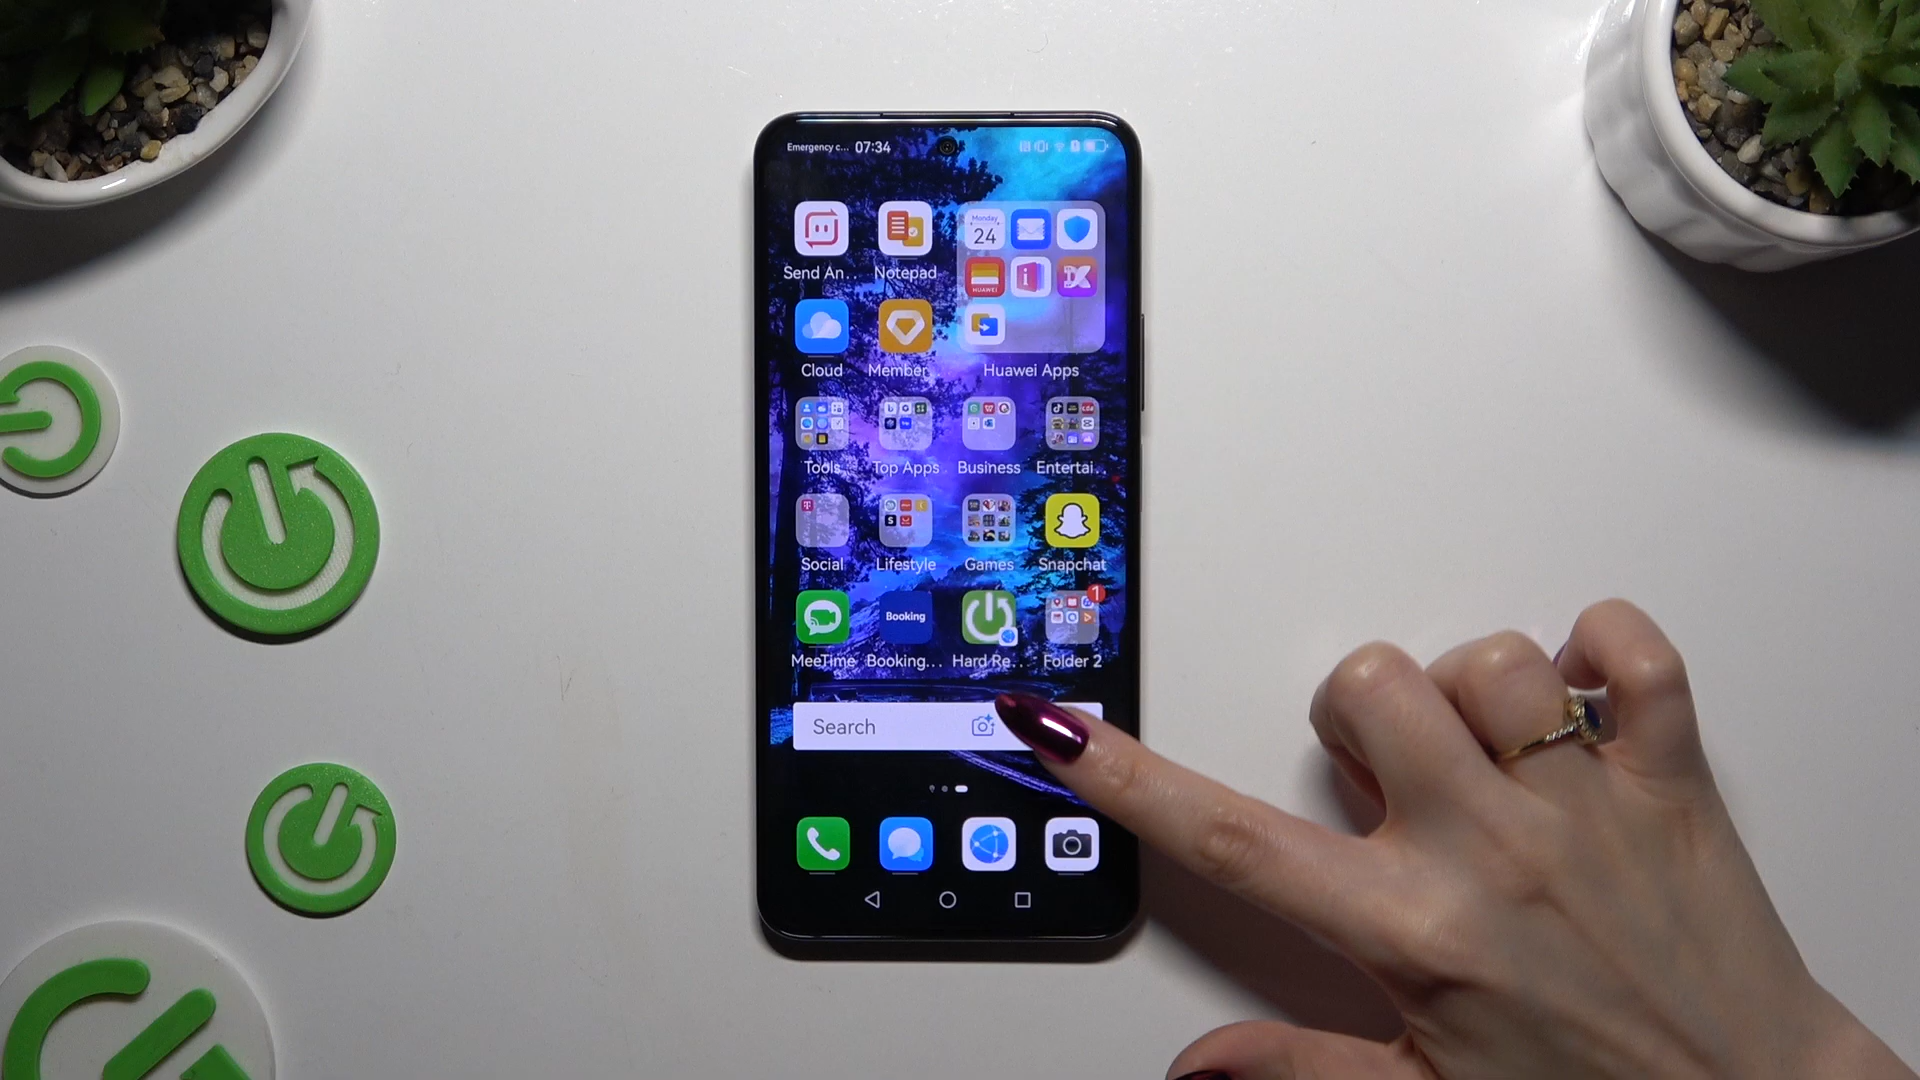 Emergency c... 07:34
Monday
24
HUAWEI
Send An... Notepad
Cloud Member... Huawei Apps
Tools Top Apps Business Entertai...
Social Lifestyle Games Snapchat
Booking
1
MeeTime Booking... Hard Re... Folder 2
Search